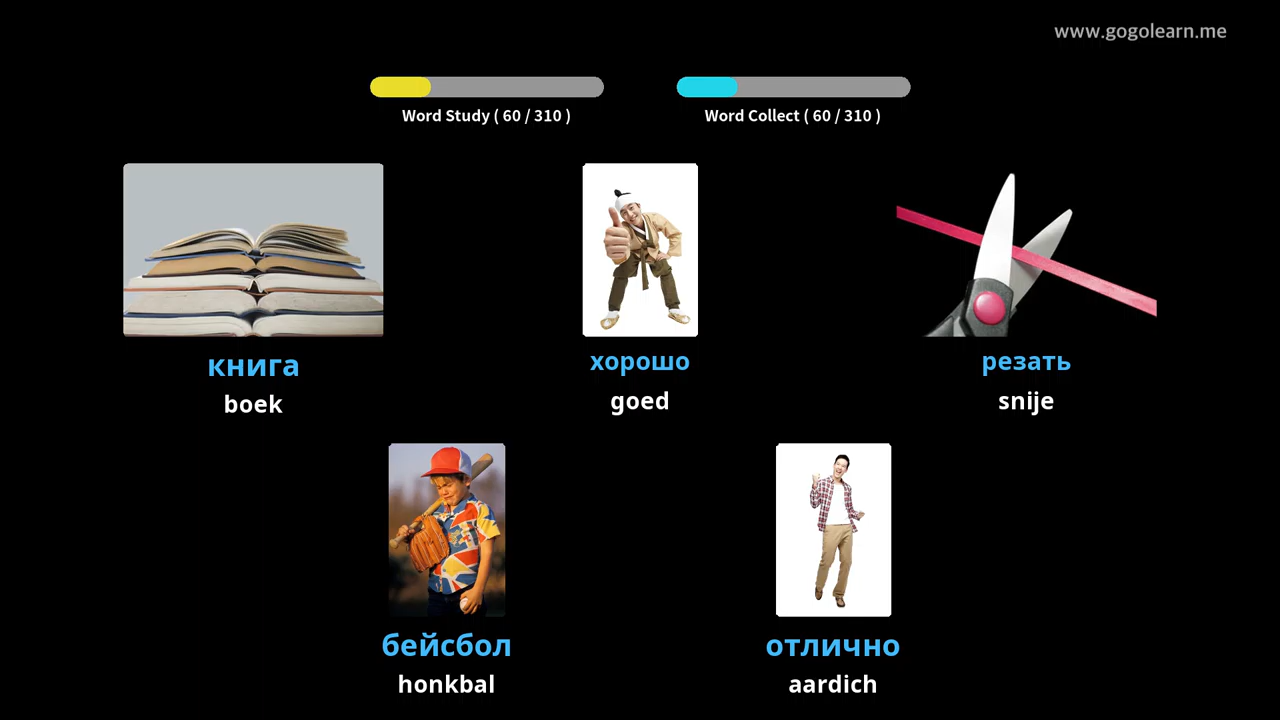 www.gogolearn.me
Word Study ( 60 / 310 )
Word Collect ( 60 / 310 )
книга
boek
хорошо
goed
резать
snije
бейсбол
honkbal
отлично
aardich